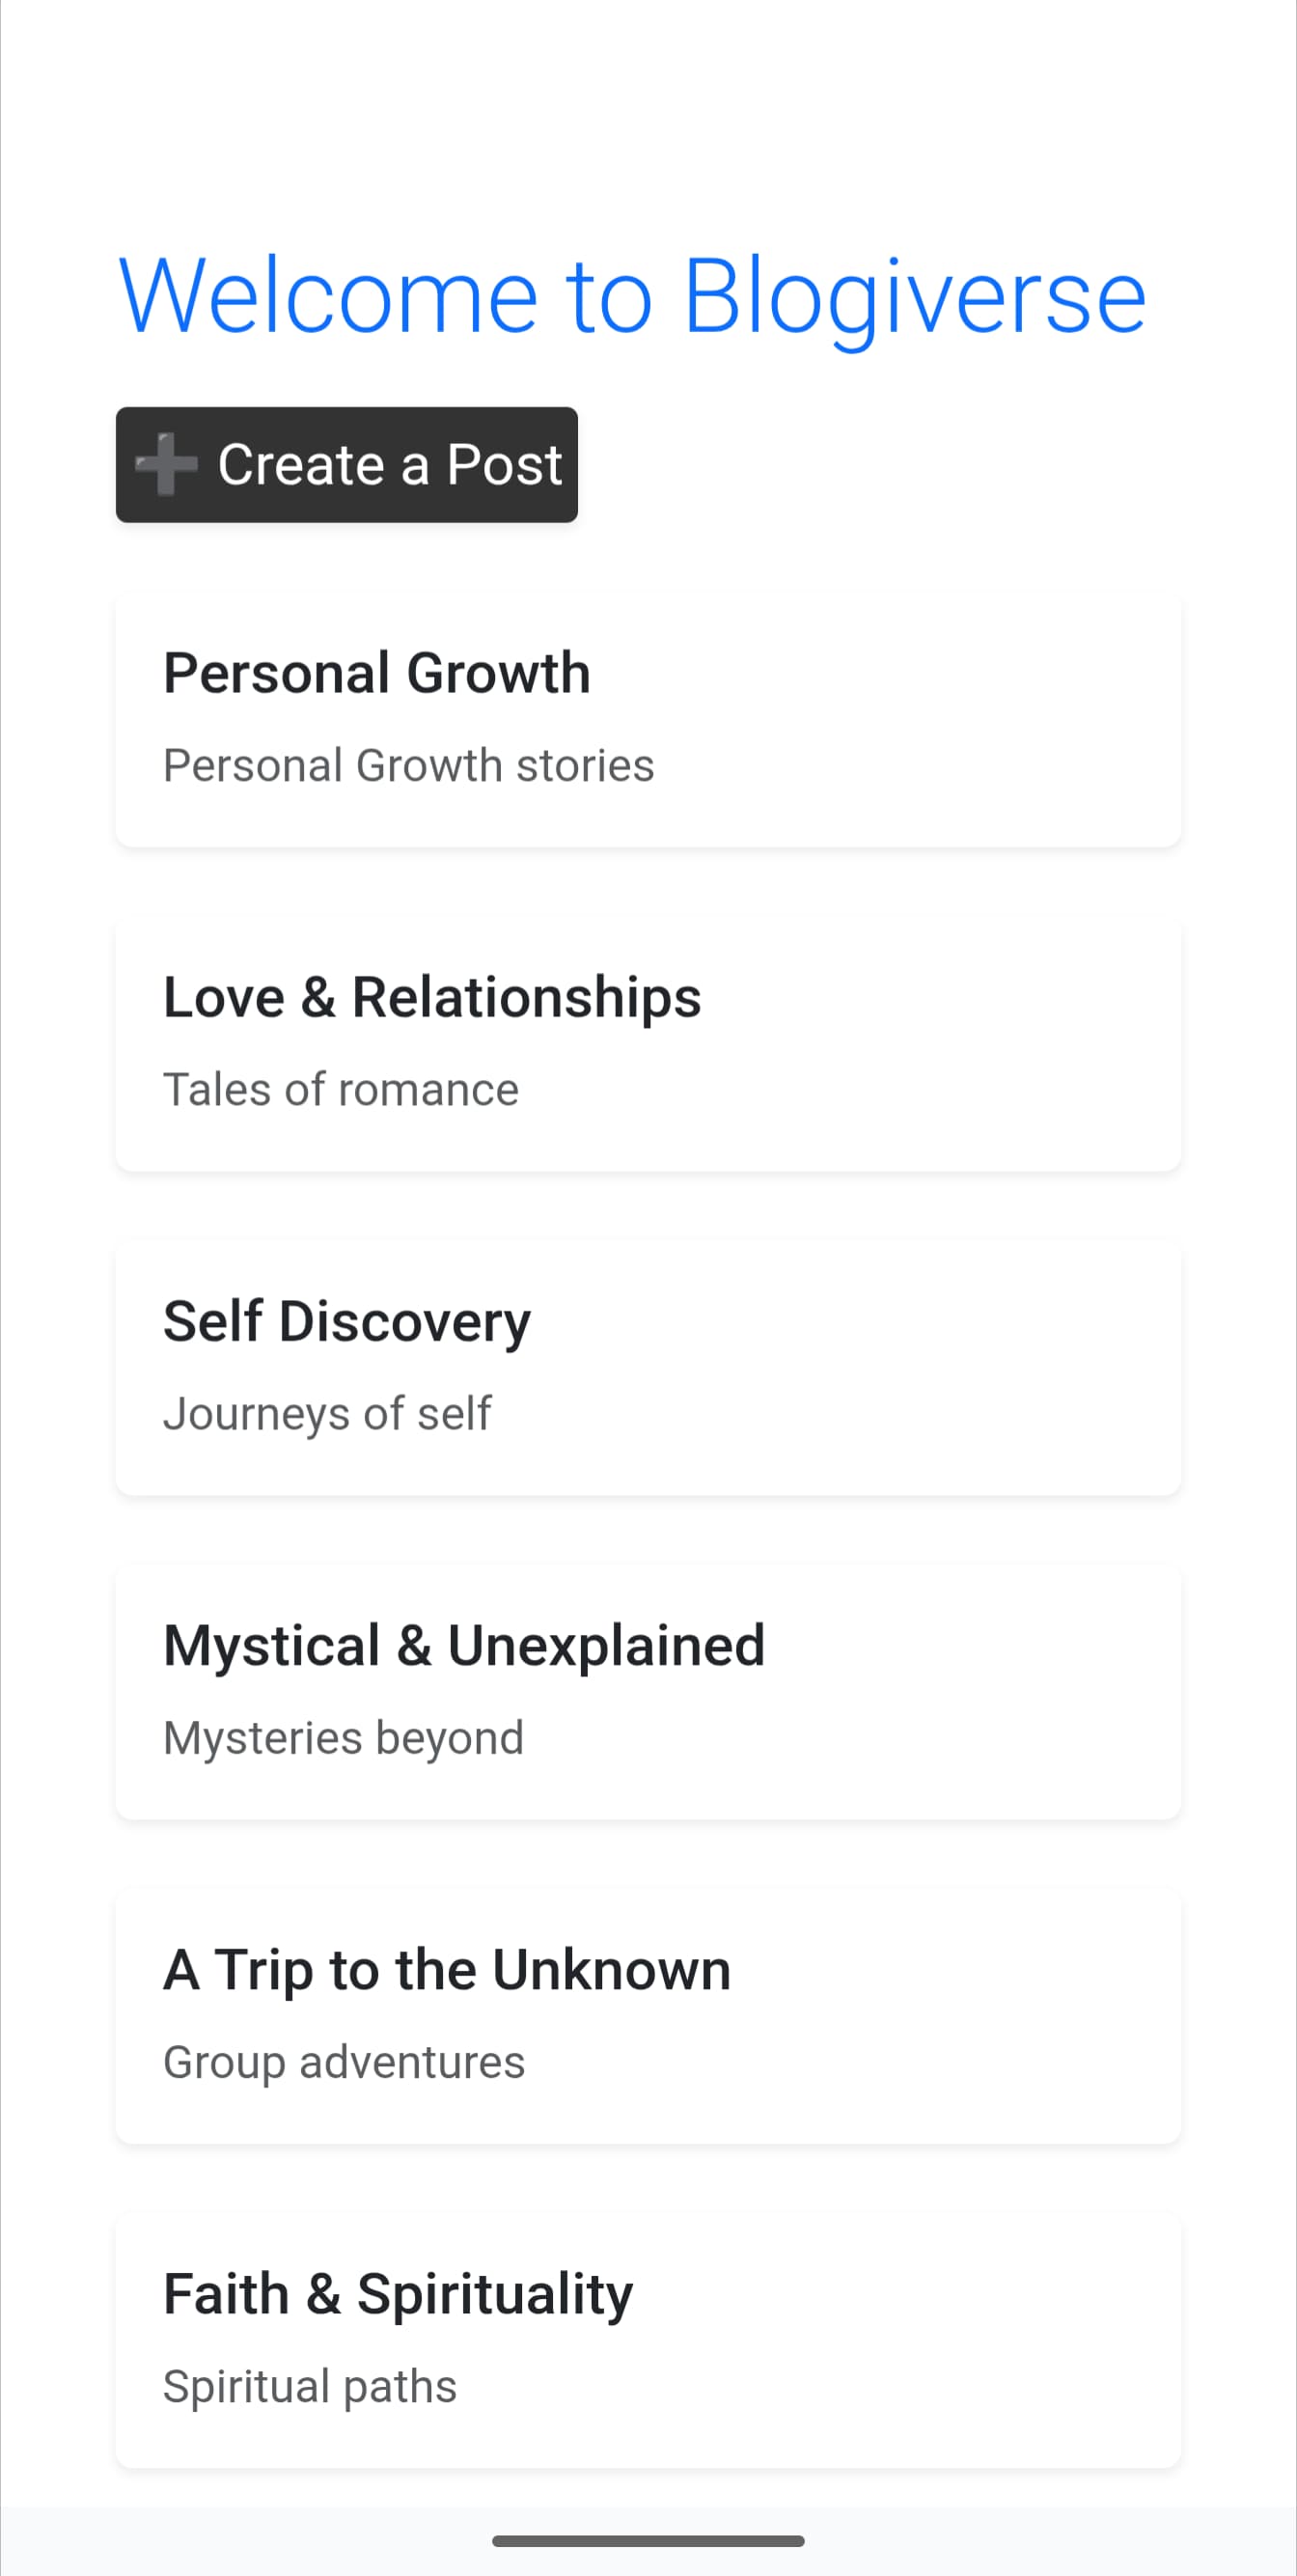 Welcome to Blogiverse
➕ Create a Post
Personal Growth
Personal Growth stories
Love & Relationships
Tales of romance
Self Discovery
Journeys of self
Mystical & Unexplained
Mysteries beyond
A Trip to the Unknown
Group adventures
Faith & Spirituality
Spiritual paths